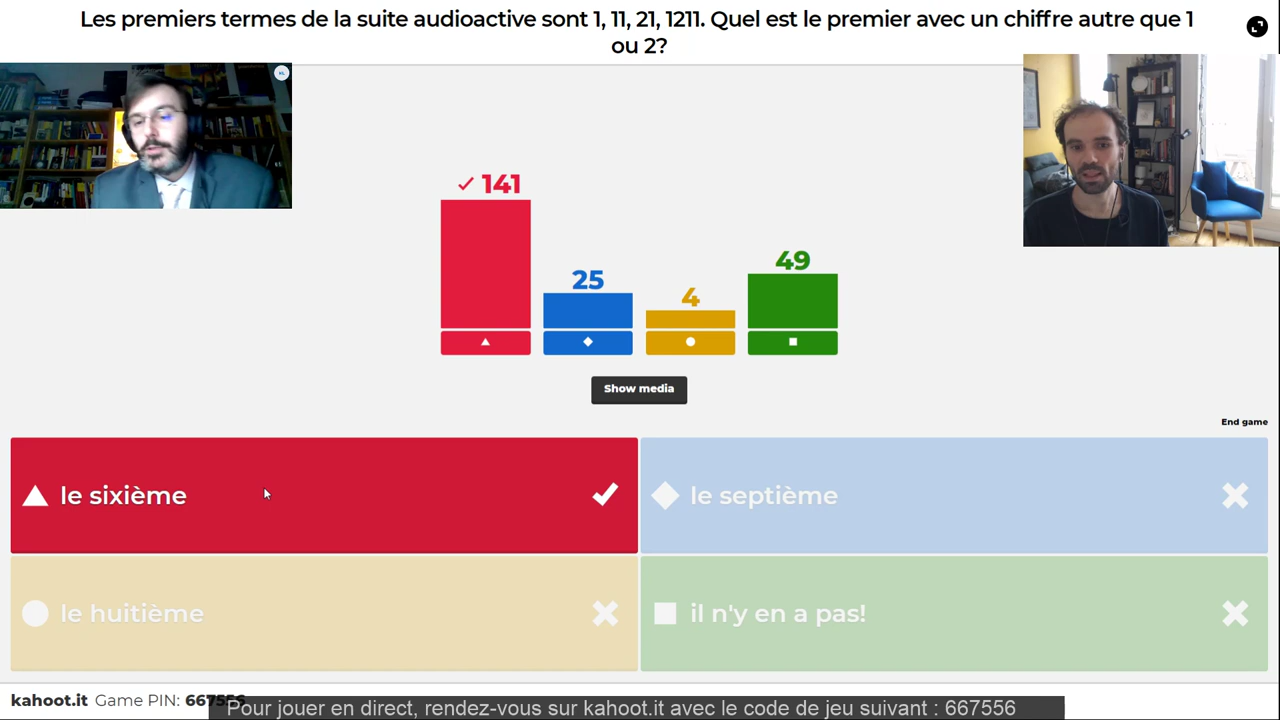 Les premiers termes de la suite audioactive sont 1, 11, 21, 1211. Quel est le premier avec un chiffre autre que 1
ou 2?
141
25
4
49
Show media
End game
le sixième
le septième
le huitième
il n'y en a pas!
kahoot.it Game PIN: 667556
Pour jouer en direct, rendez-vous sur kahoot.it avec le code de jeu suivant : 667556